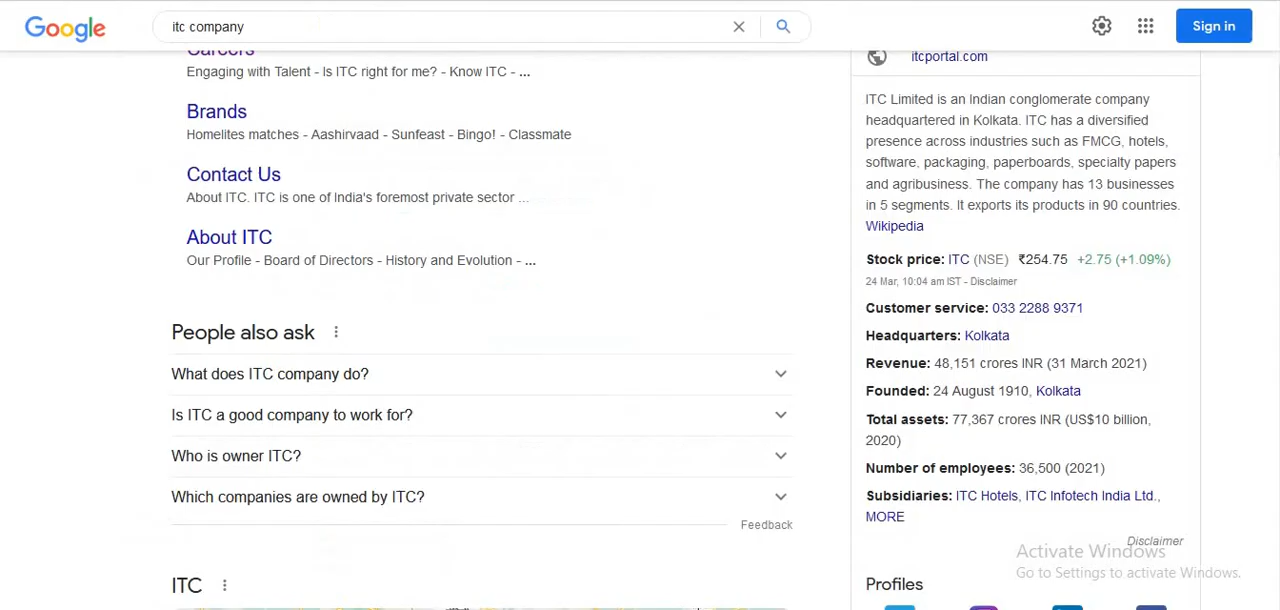 Google
itc company
Sign in
Careers
Engaging with Talent - Is ITC right for me? - Know ITC - ...
Brands
Homelites matches - Aashirvaad - Sunfeast - Bingo! - Classmate
Contact Us
About ITC. ITC is one of India's foremost private sector ...
About ITC
Our Profile - Board of Directors - History and Evolution - ...
People also ask
What does ITC company do?
Is ITC a good company to work for?
Who is owner ITC?
Which companies are owned by ITC?
Feedback
ITC
itcportal.com
ITC Limited is an Indian conglomerate company
headquartered in Kolkata. ITC has a diversified
presence across industries such as FMCG, hotels,
software, packaging, paperboards, specialty papers
and agribusiness. The company has 13 businesses
in 5 segments. It exports its products in 90 countries.
Wikipedia
Stock price: ITC (NSE) ₹254.75 +2.75 (+1.09%)
24 Mar, 10:04 am IST - Disclaimer
Customer service: 033 2288 9371
Headquarters: Kolkata
Revenue: 48,151 crores INR (31 March 2021)
Founded: 24 August 1910, Kolkata
Total assets: 77,367 crores INR (US$10 billion,
2020)
Number of employees: 36,500 (2021)
Subsidiaries: ITC Hotels, ITC Infotech India Ltd.,
MORE
Disclaimer
Profiles
Activate Windows
Go to Settings to activate Windows.